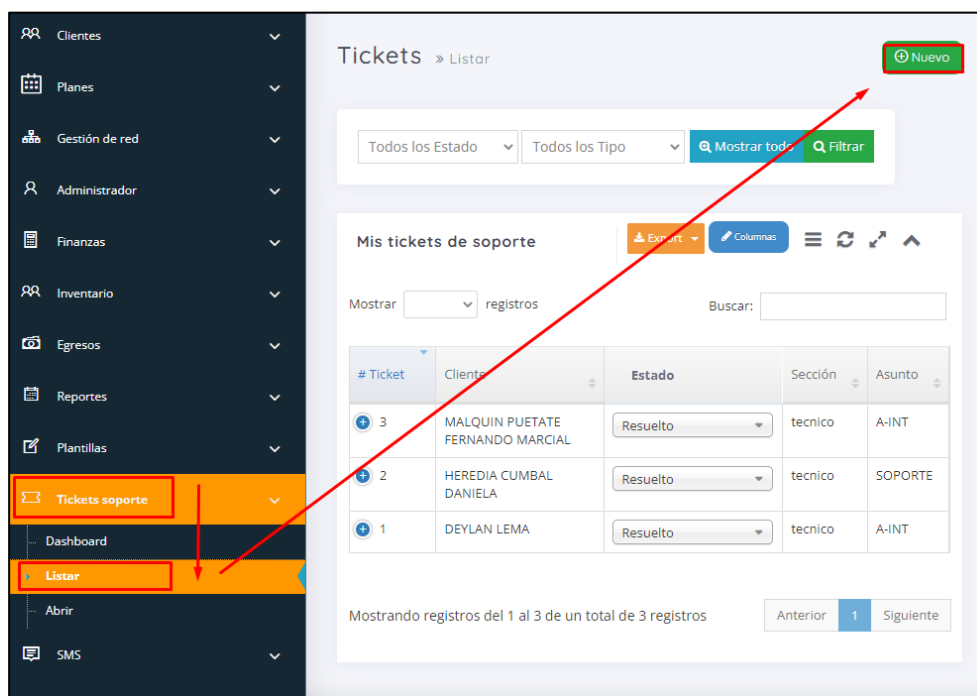 Clientes
Planes
Gestión de red
Administrador
Finanzas
Inventario
Egresos
Reportes
Plantillas
Tickets soporte
Dashboard
Listar
Abrir
SMS
Tickets » Listar
Nuevo
Todos los Estado Todos los Tipo Mostrar todo Filtrar
Mis tickets de soporte Export Columnas
Mostrar registros Buscar:
# Ticket Cliente Estado Sección Asunto
3 MALQUIN PUETATE Resuelto tecnico A-INT
FERNANDO MARCIAL
2 HEREDIA CUMBAL Resuelto tecnico SOPORTE
DANIELA
1 DEYLAN LEMA Resuelto tecnico A-INT
Mostrando registros del 1 al 3 de un total de 3 registros Anterior 1 Siguiente